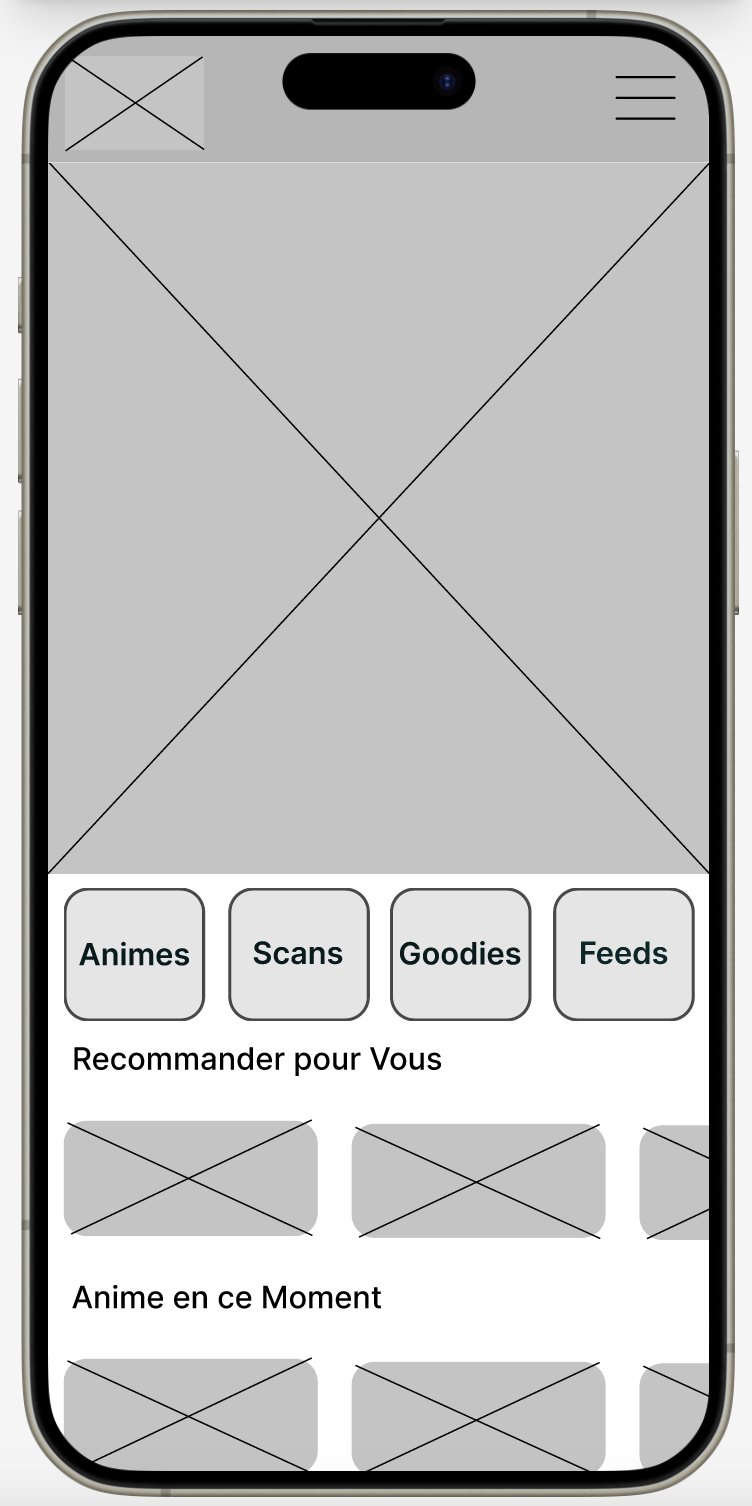 Animes
Scans
Goodies
Feeds
Recommander pour Vous
Anime en ce Moment